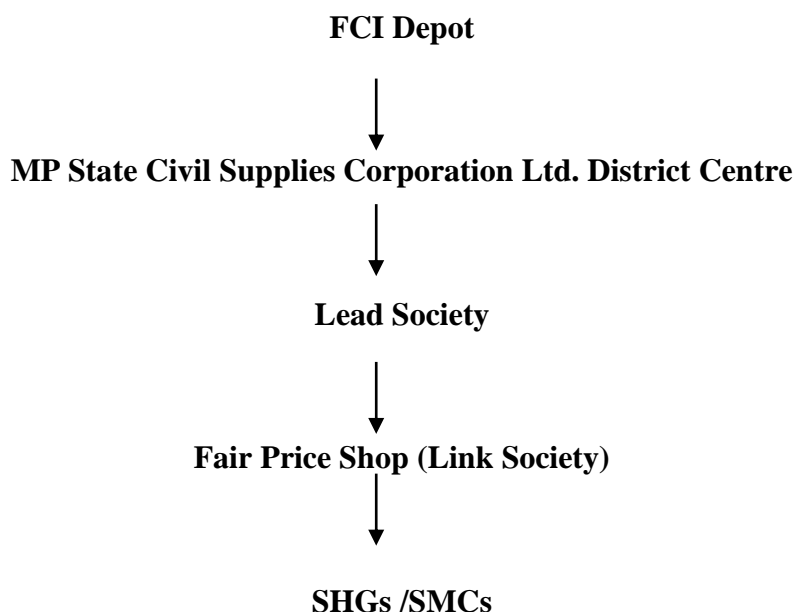 FCI Depot
MP State Civil Supplies Corporation Ltd. District Centre
Lead Society
Fair Price Shop (Link Society)
SHGs /SMCs